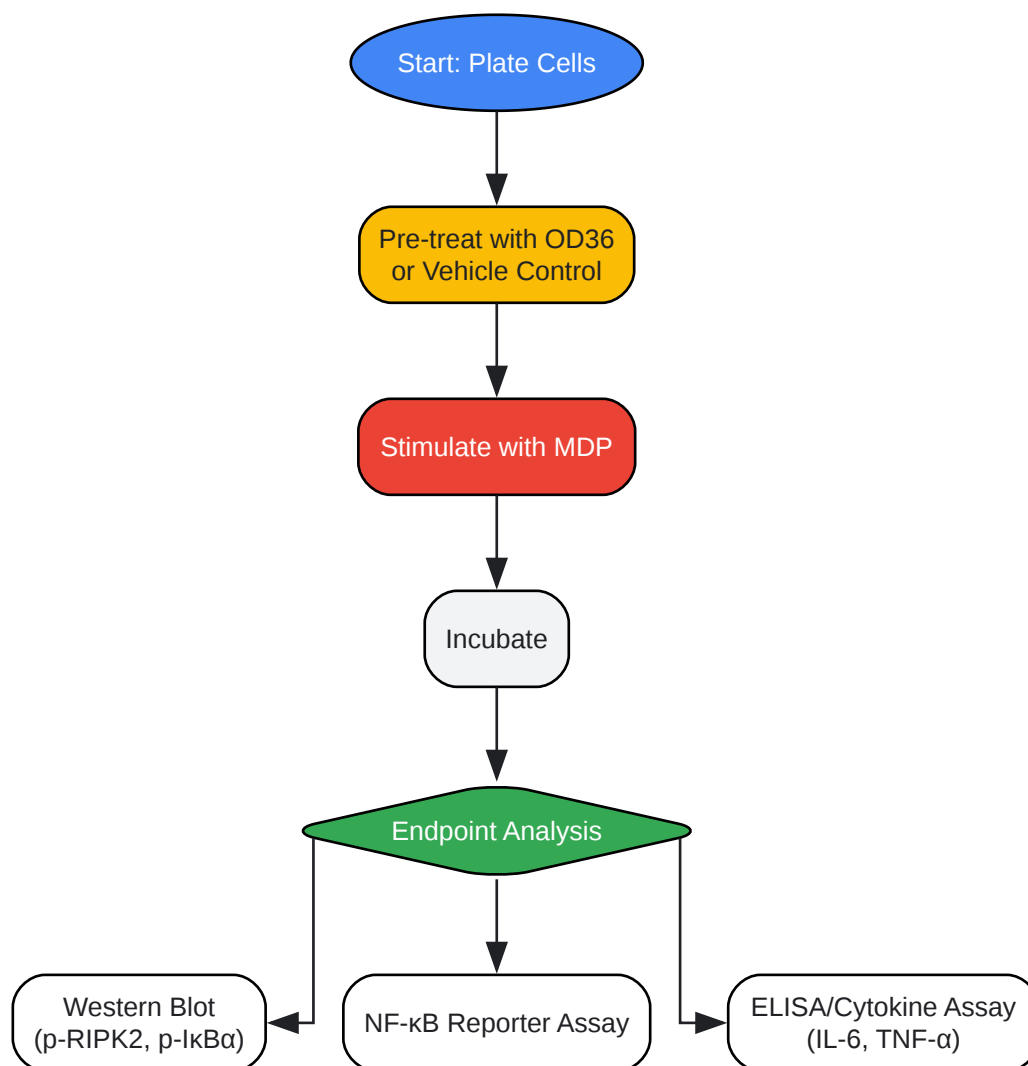 Start: Plate Cells
Pre-treat with OD36
or Vehicle Control
Stimulate with MDP
Incubate
Endpoint Analysis
Western Blot
(p-RIPK2, p-IκBα)
NF-κB Reporter Assay
ELISA/Cytokine Assay
(IL-6, TNF-α)